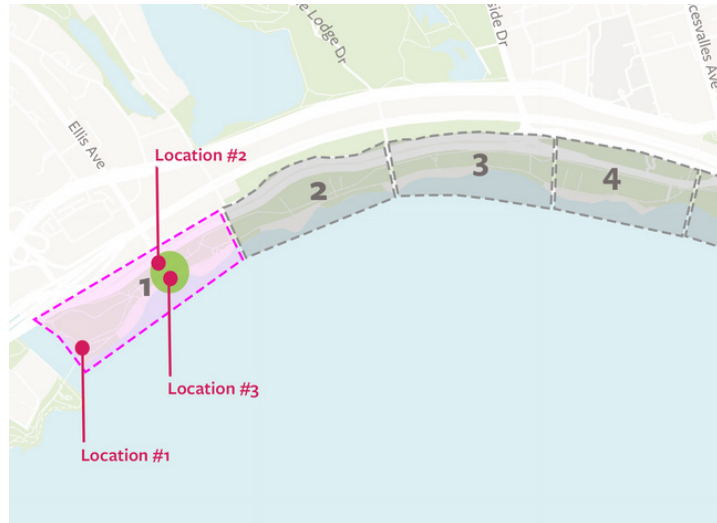 e Lodge Dr
side Dr
cesvalles Ave
Ellis Ave
Location #2
2
3
4
1
Location #3
Location #1